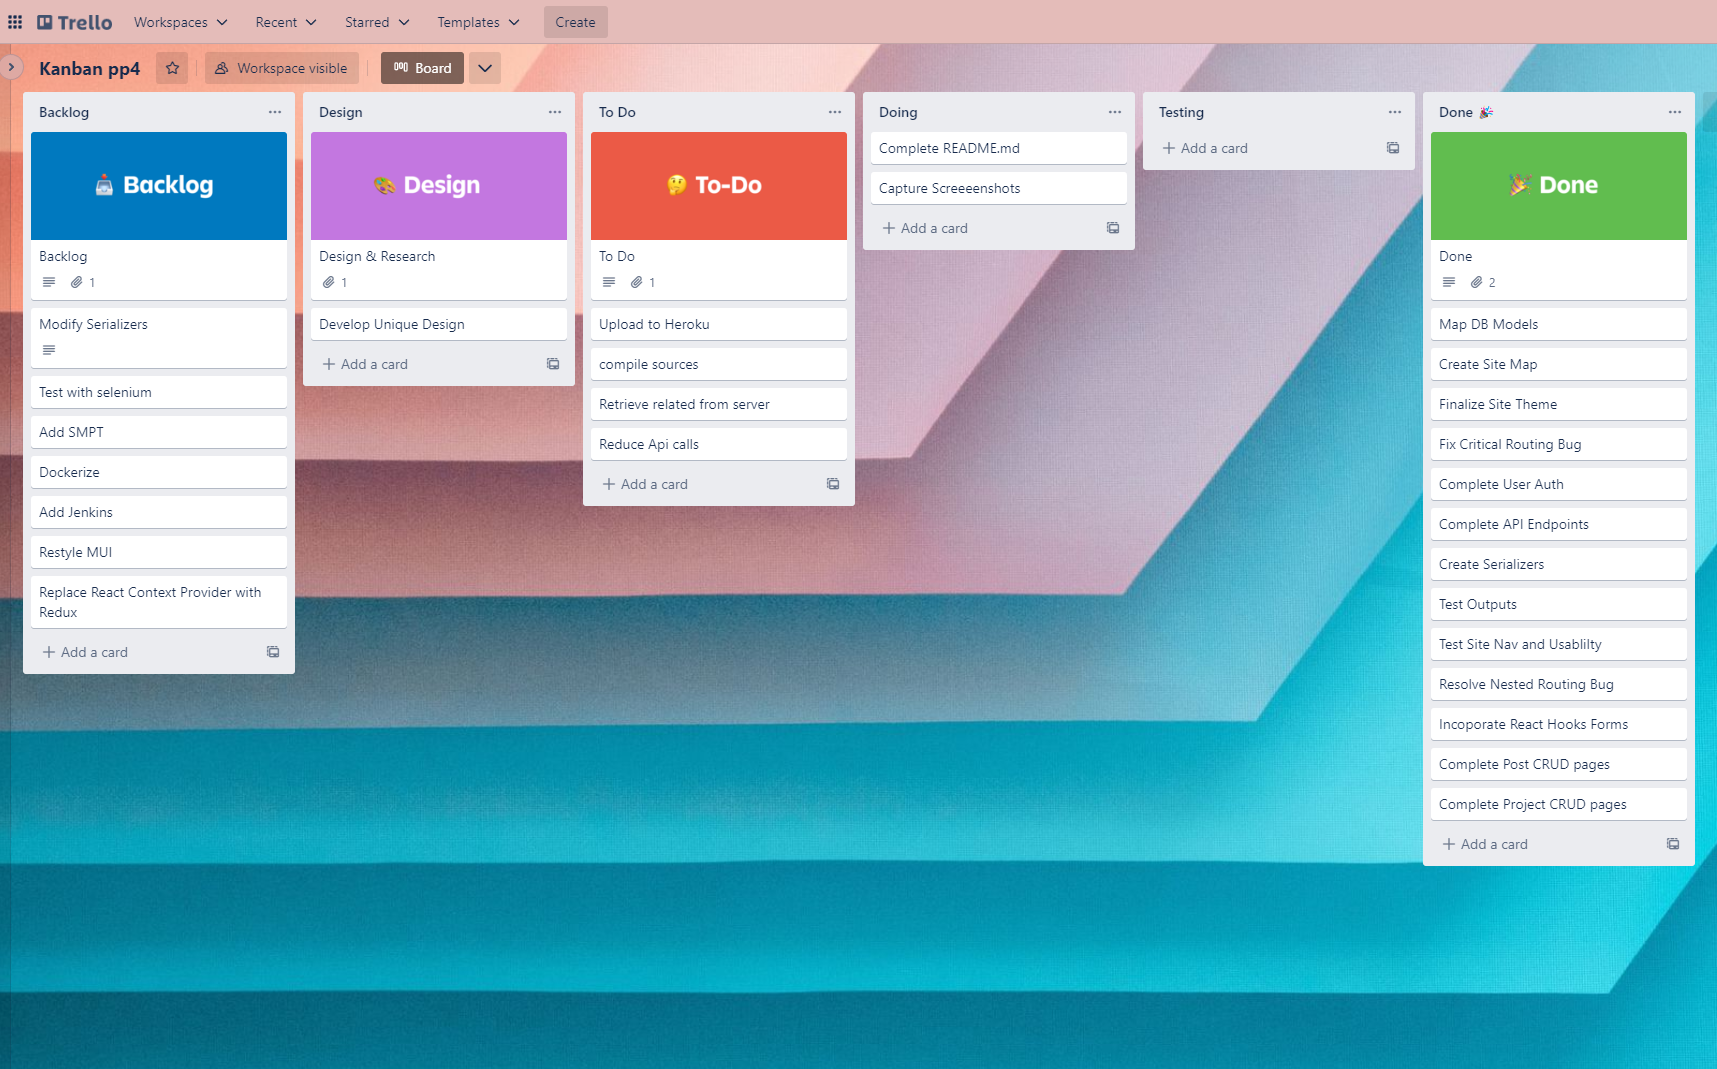 Trello Workspaces Recent Starred Templates Create
Kanban pp4 Workspace visible Board
Backlog
Backlog
Backlog
1
Modify Serializers
Test with selenium
Add SMPT
Dockerize
Add Jenkins
Restyle MUI
Replace React Context Provider with
Redux
Add a card
Design
Design
Design & Research
1
Develop Unique Design
Add a card
To Do
To-Do
To Do
1
Upload to Heroku
compile sources
Retrieve related from server
Reduce Api calls
Add a card
Doing
Complete README.md
Capture Screeeenshots
Add a card
Testing
Add a card
Done
Done
Done
2
Map DB Models
Create Site Map
Finalize Site Theme
Fix Critical Routing Bug
Complete User Auth
Complete API Endpoints
Create Serializers
Test Outputs
Test Site Nav and Usablilty
Resolve Nested Routing Bug
Incoporate React Hooks Forms
Complete Post CRUD pages
Complete Project CRUD pages
Add a card